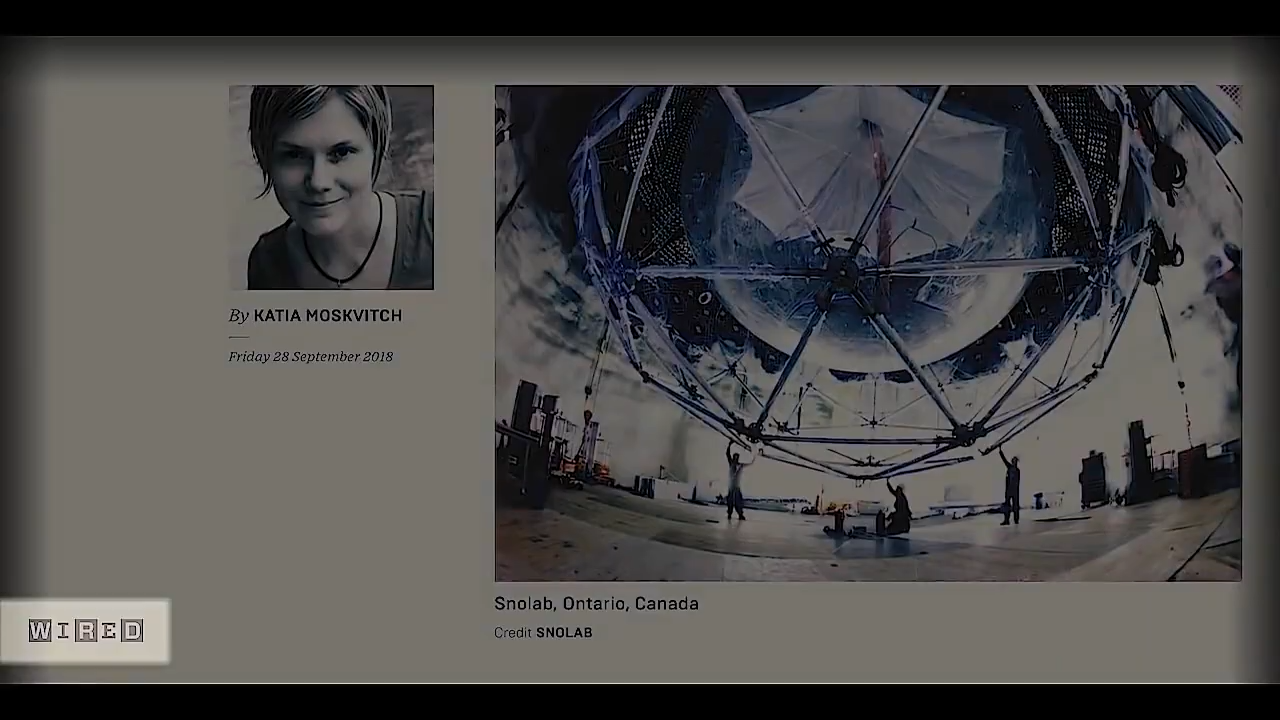 By KATIA MOSKVITCH
Friday 28 September 2018
Snolab, Ontario, Canada
Credit SNOLAB
WIRED